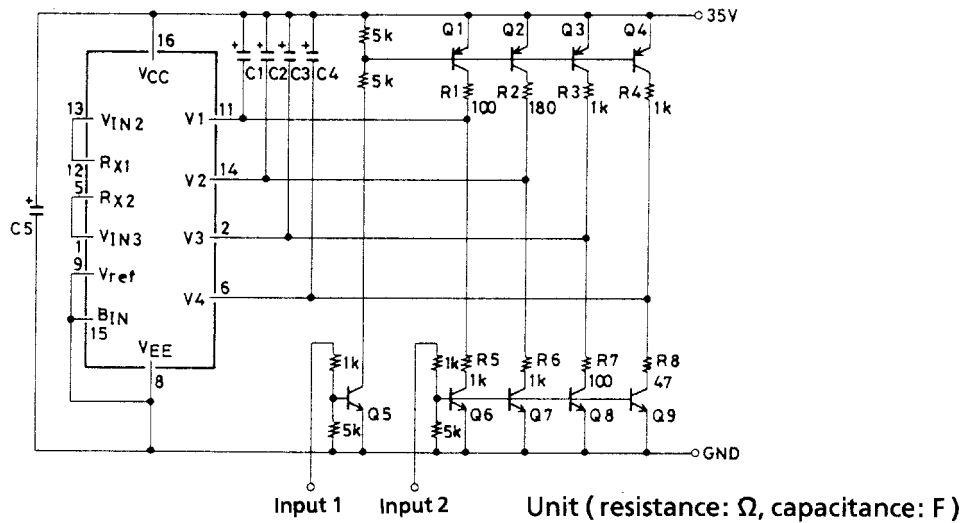 35V
16
VCC
C1 C2 C3 C4
5k
5k
Q1 Q2 Q3 Q4
R1 100
R2 180
R3 1k
R4 1k
13 VIN2
V1 11
12 RX1
V2 14
5 RX2
C5
1 VIN3
V3 2
9 Vref
V4 6
BIN 15
VEE
8
1k
1k
R5 1k
R6 1k
R7 100
R8 47
Q5
Q6 Q7 Q8 Q9
5k
5k
GND
Input 1 Input 2
Unit ( resistance: Ω, capacitance: F )